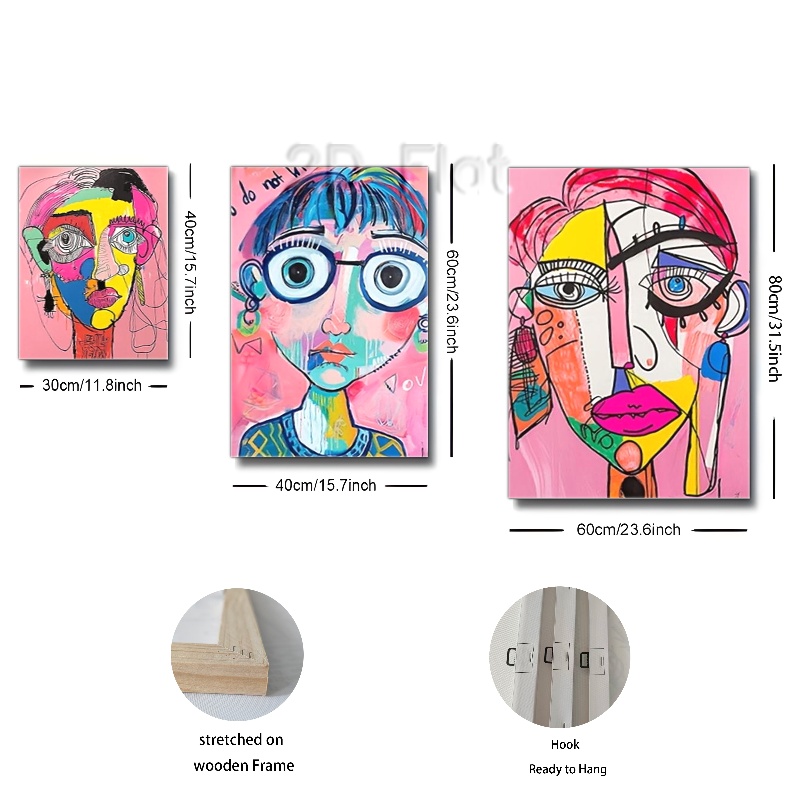 2D Flat
do not
40cm/15.7inch
60cm/23.6inch
80cm/31.5inch
30cm/11.8inch
40cm/15.7inch
60cm/23.6inch
NO
stretched on
wooden Frame
Hook
Ready to Hang